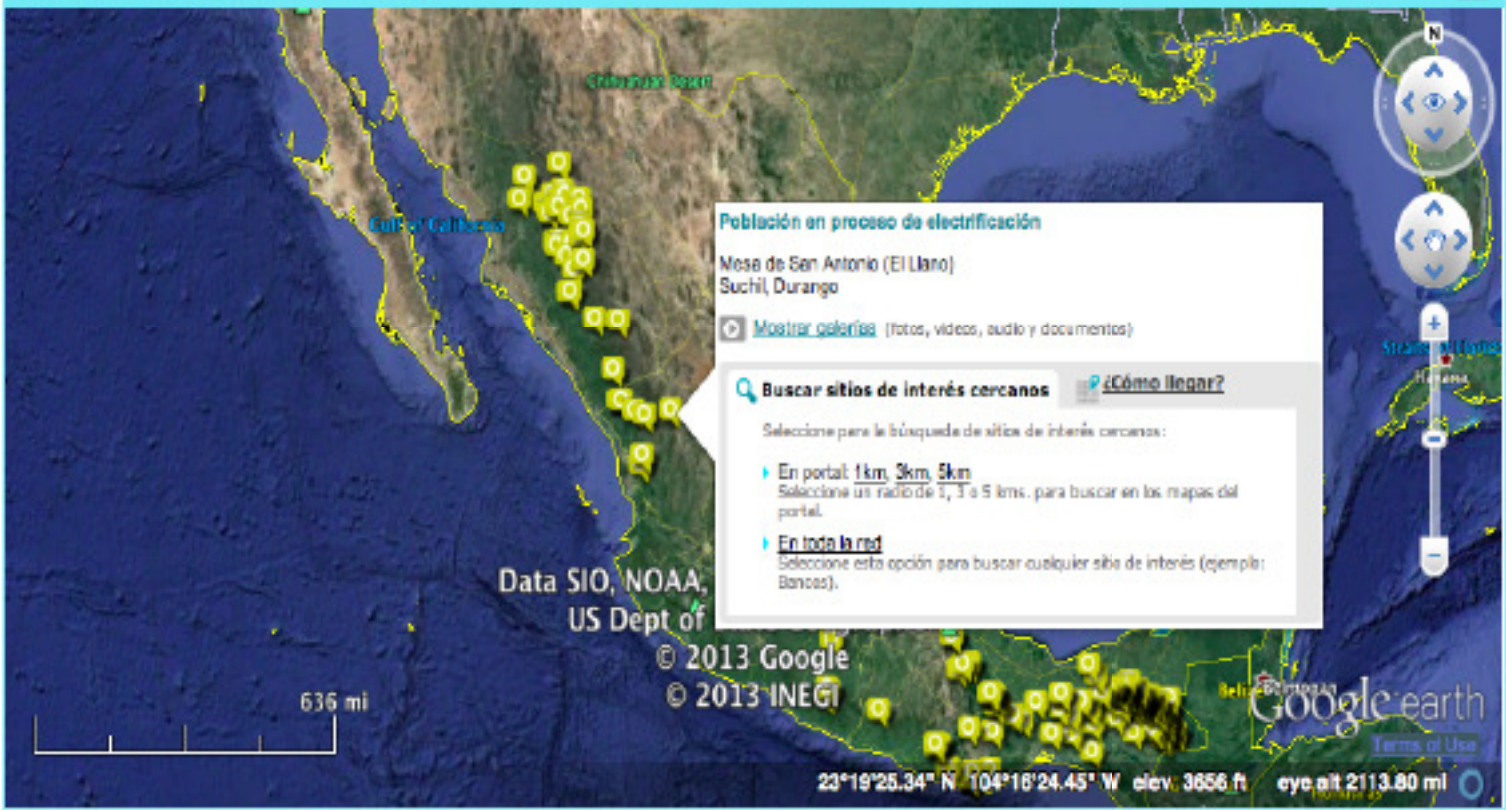 N
Chihuahuan Desert
Gulf of California
Población en proceso de electrificación
Mesa de San Antonio (El Llano)
Suchil, Durango
Mostrar galerías (fotos, videos, audio y documentos)
Buscar sitios de interés cercanos
¿Cómo llegar?
Seleccione para la búsqueda de sitios de interés cercanos:
En portal: 1km, 3km, 5km
Seleccione un radio de 1, 3 o 5 kms. para buscar en los mapas del
portal.
En toda la red
Seleccione esta opción para buscar cualquier sitio de interés (ejemplo:
Bancos).
Havana
Data SIO, NOAA,
US Dept of
© 2013 Google
© 2013 INEGI
636 mi
Google earth
Terms of Use
23°19'25.34" N 104°16'24.45" W elev 3656 ft eye alt 2113.80 mi